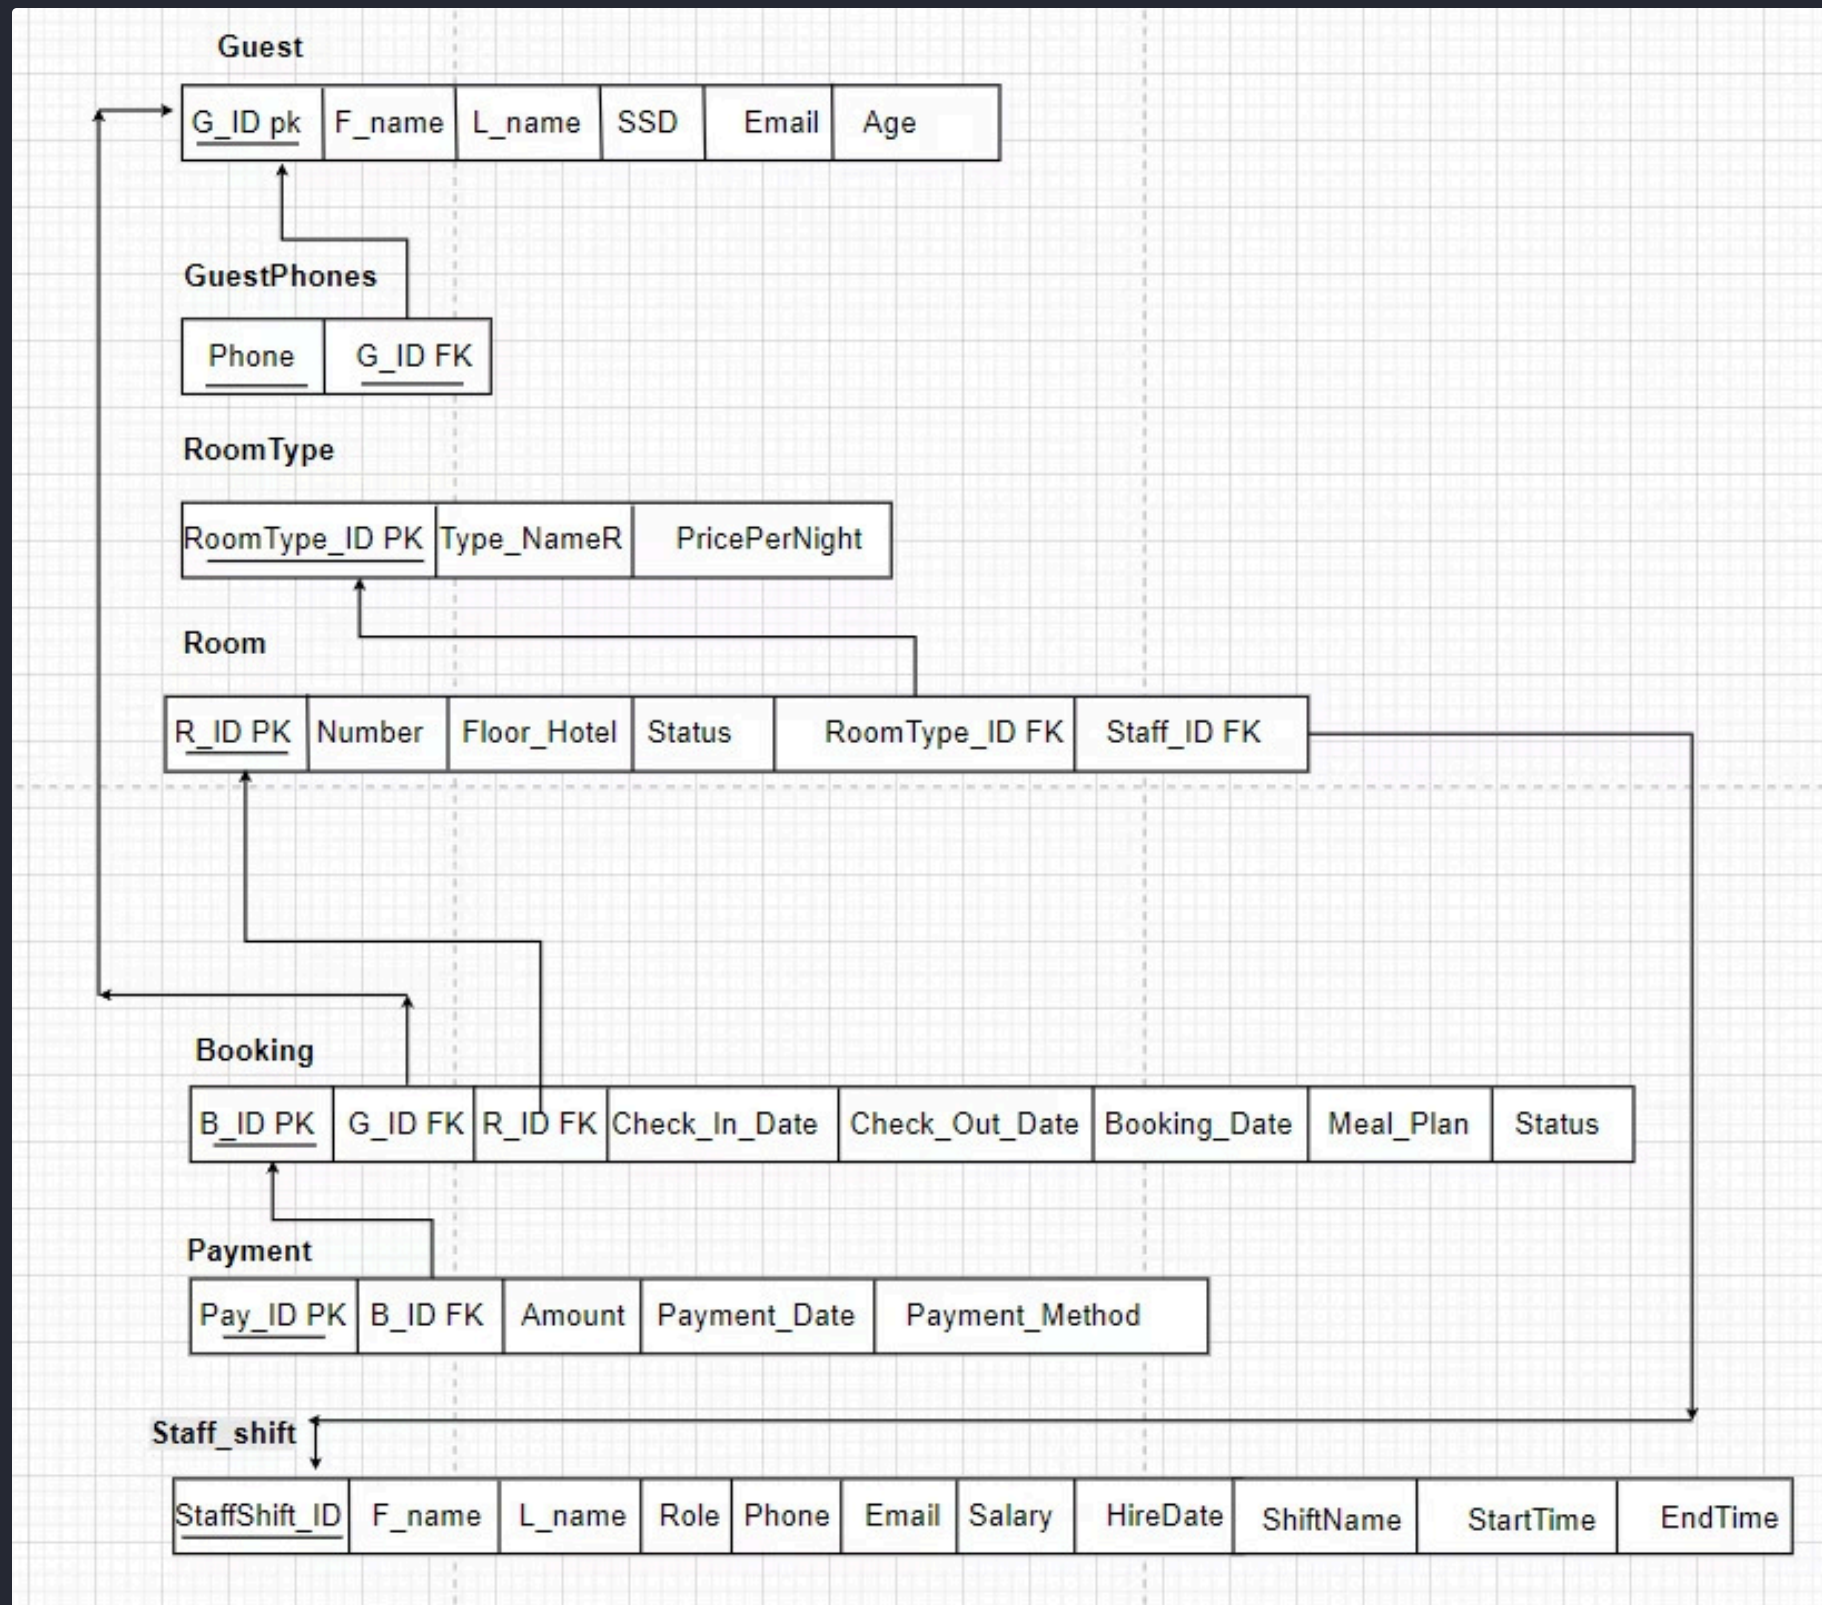 Guest
G_ID pk F_name L_name SSD Email Age
GuestPhones
Phone G_ID FK
RoomType
RoomType_ID PK Type_NameR PricePerNight
Room
R_ID PK Number Floor_Hotel Status RoomType_ID FK Staff_ID FK
Booking
B_ID PK G_ID FK R_ID FK Check_In_Date Check_Out_Date Booking_Date Meal_Plan Status
Payment
Pay_ID PK B_ID FK Amount Payment_Date Payment_Method
Staff_shift
StaffShift_ID F_name L_name Role Phone Email Salary HireDate ShiftName StartTime EndTime